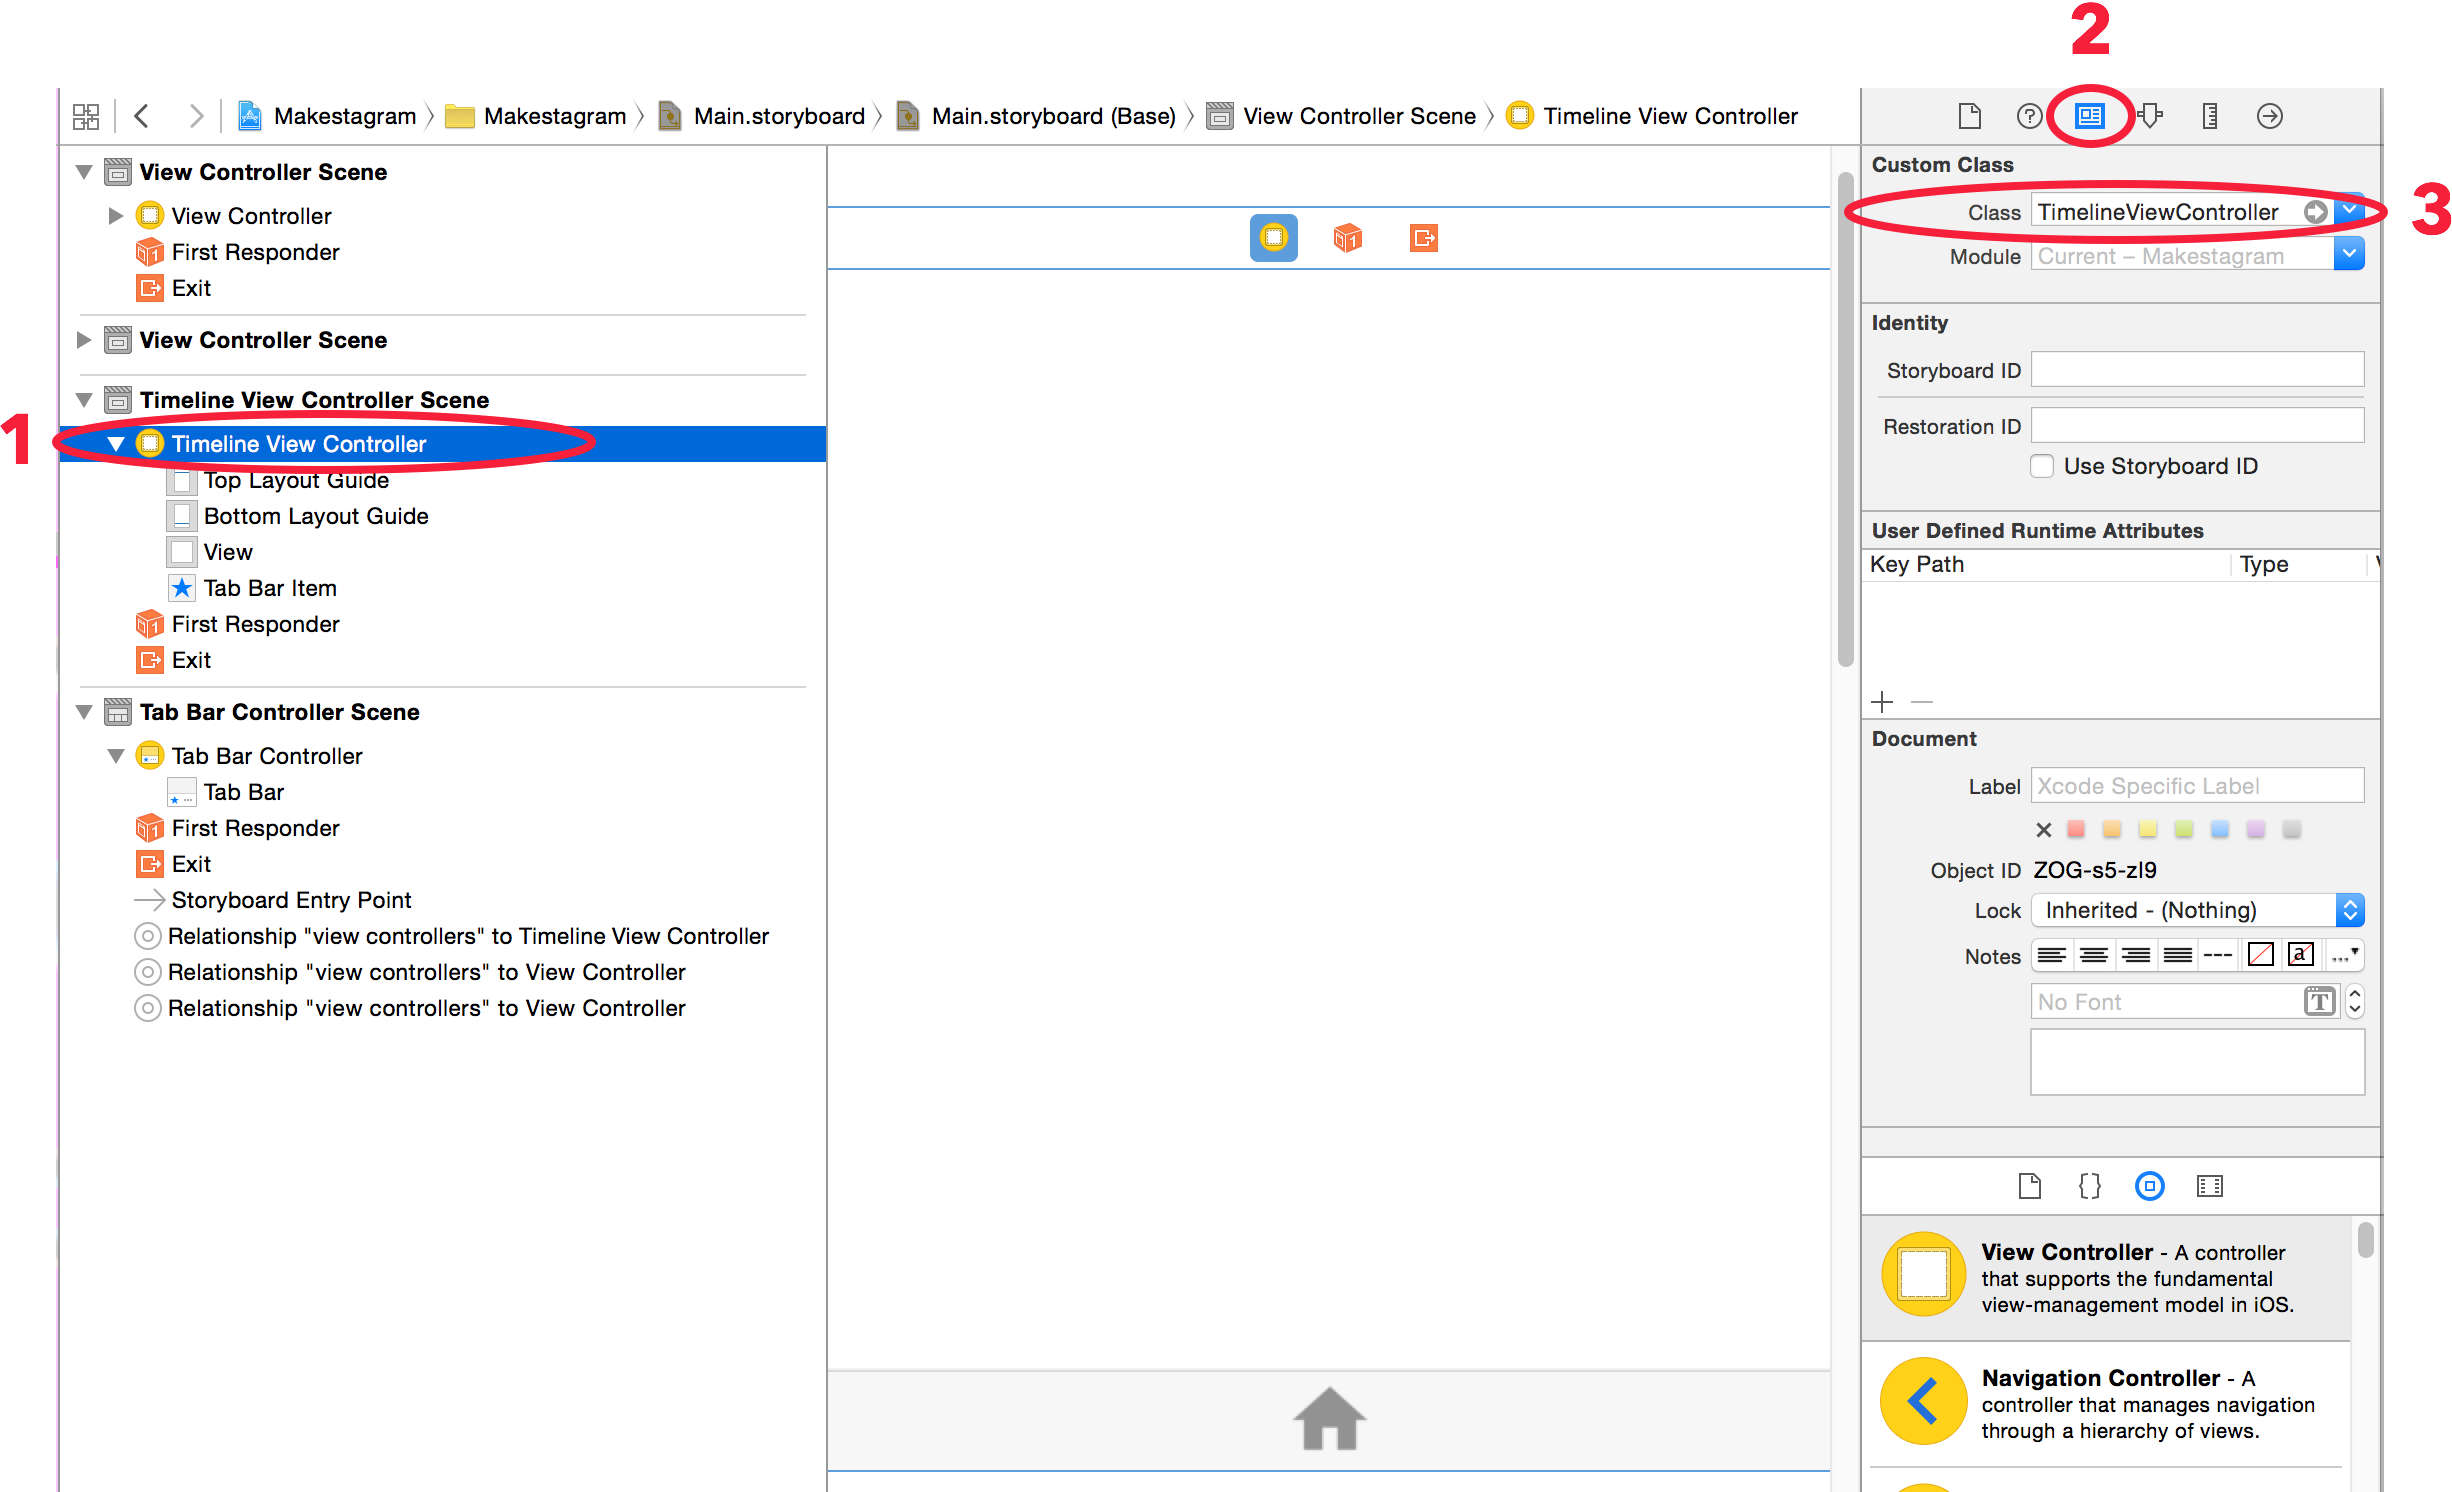 2
Makestagram Makestagram Main.storyboard Main.storyboard (Base) View Controller Scene Timeline View Controller
View Controller Scene
View Controller
First Responder
Exit
View Controller Scene
Timeline View Controller Scene
1
Timeline View Controller
Top Layout Guide
Bottom Layout Guide
View
Tab Bar Item
First Responder
Exit
Tab Bar Controller Scene
Tab Bar Controller
Tab Bar
First Responder
Exit
Storyboard Entry Point
Relationship "view controllers" to Timeline View Controller
Relationship "view controllers" to View Controller
Relationship "view controllers" to View Controller
Custom Class
Class TimelineViewController
3
Module Current – Makestagram
Identity
Storyboard ID
Restoration ID
Use Storyboard ID
User Defined Runtime Attributes
Key Path Type
Document
Label Xcode Specific Label
Object ID ZOG-s5-zI9
Lock Inherited - (Nothing)
Notes
No Font
View Controller - A controller
that supports the fundamental
view-management model in iOS.
Navigation Controller - A
controller that manages navigation
through a hierarchy of views.